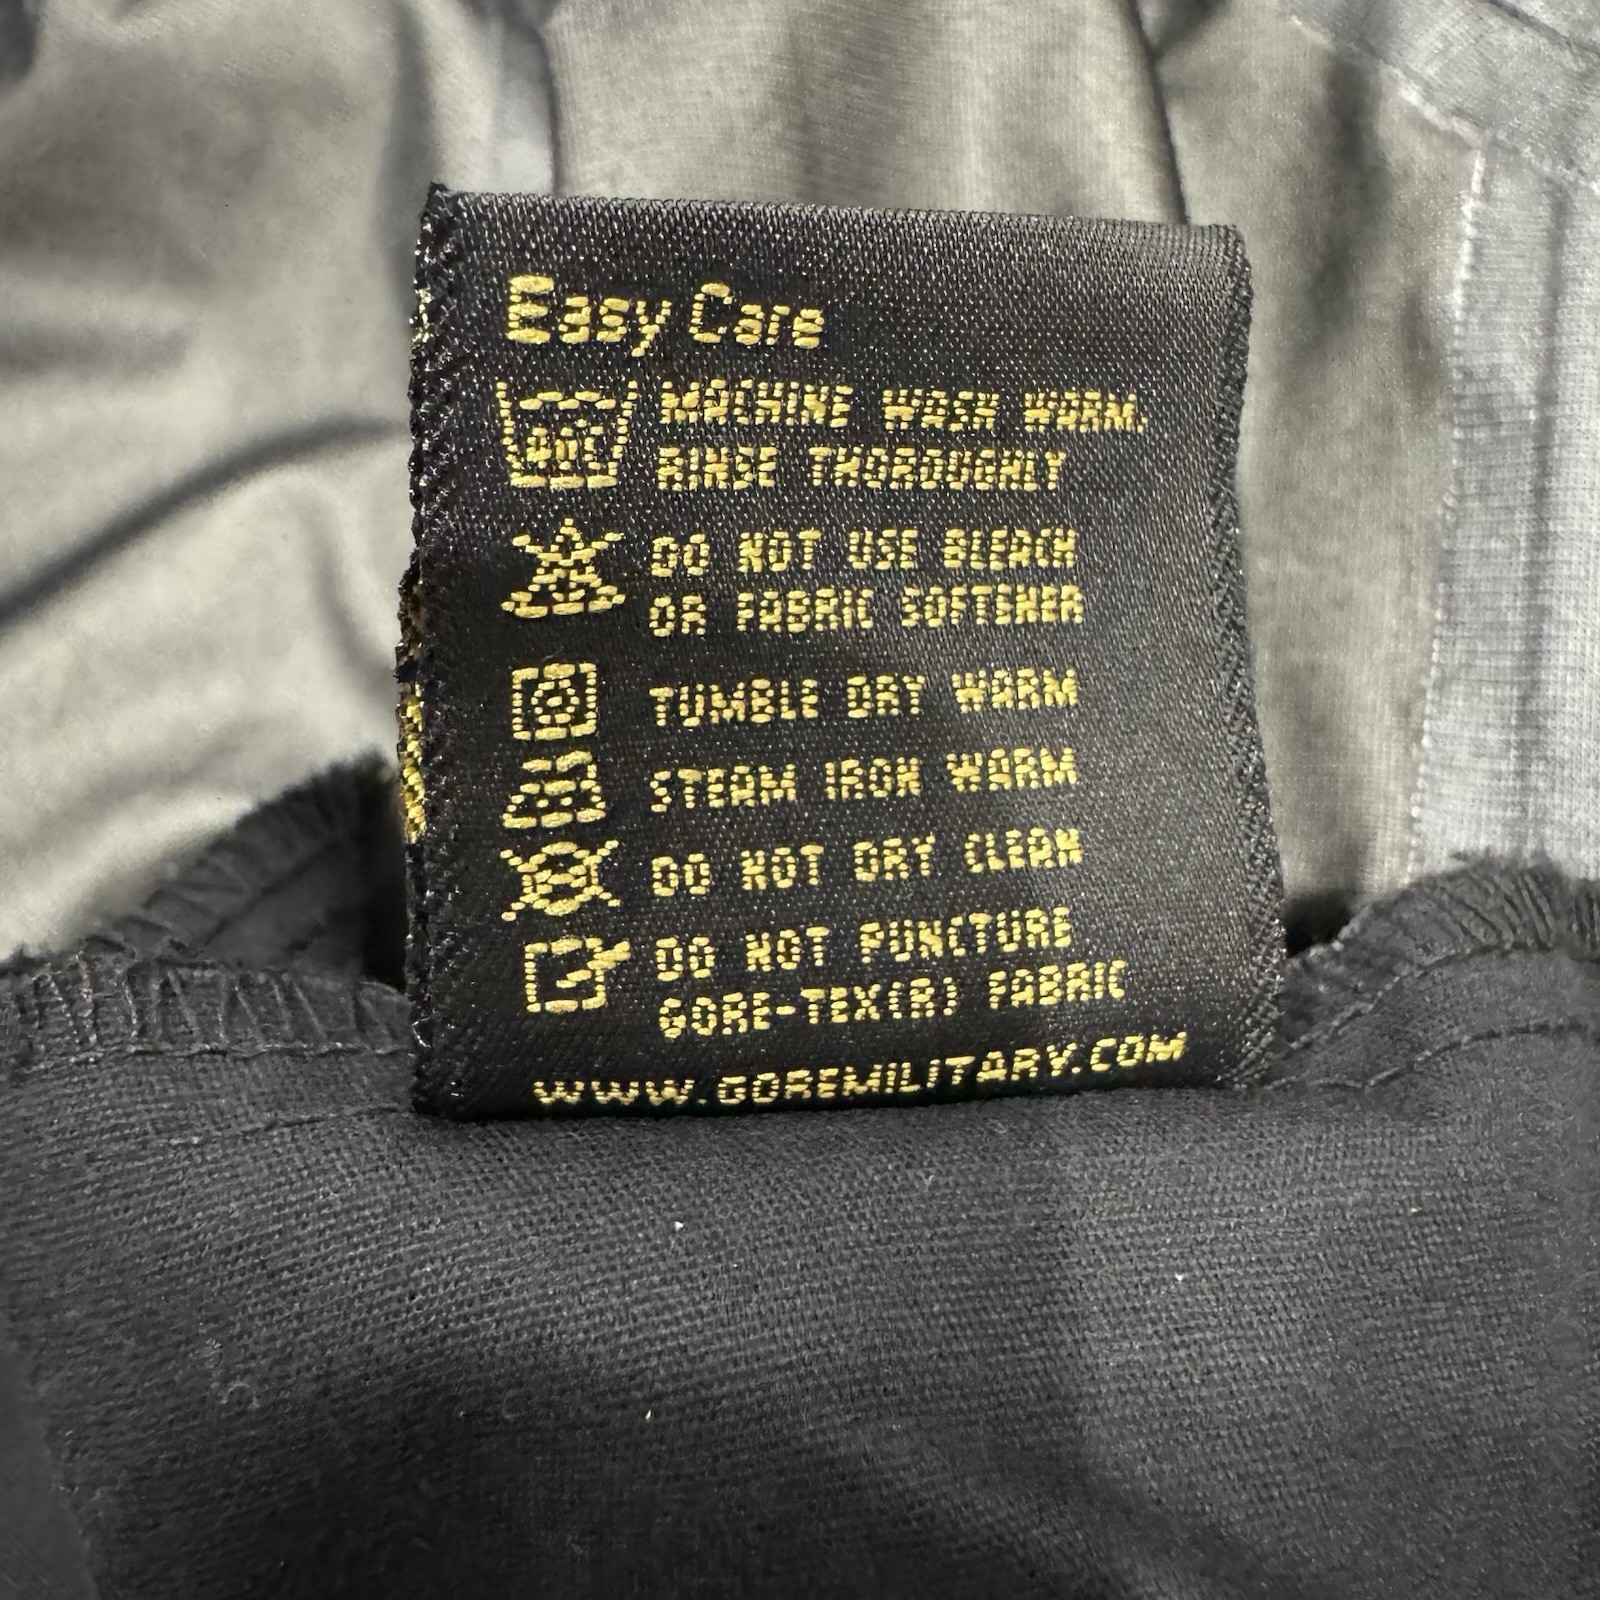 Easy Care
MACHINE WASH WARM.
RINSE THOROUGHLY
DO NOT USE BLEACH
OR FABRIC SOFTENER
TUMBLE DRY WARM
STEAM IRON WARM
DO NOT DRY CLEAN
DO NOT PUNCTURE
GORE-TEX(R) FABRIC
WWW.GOREMILITARY.COM